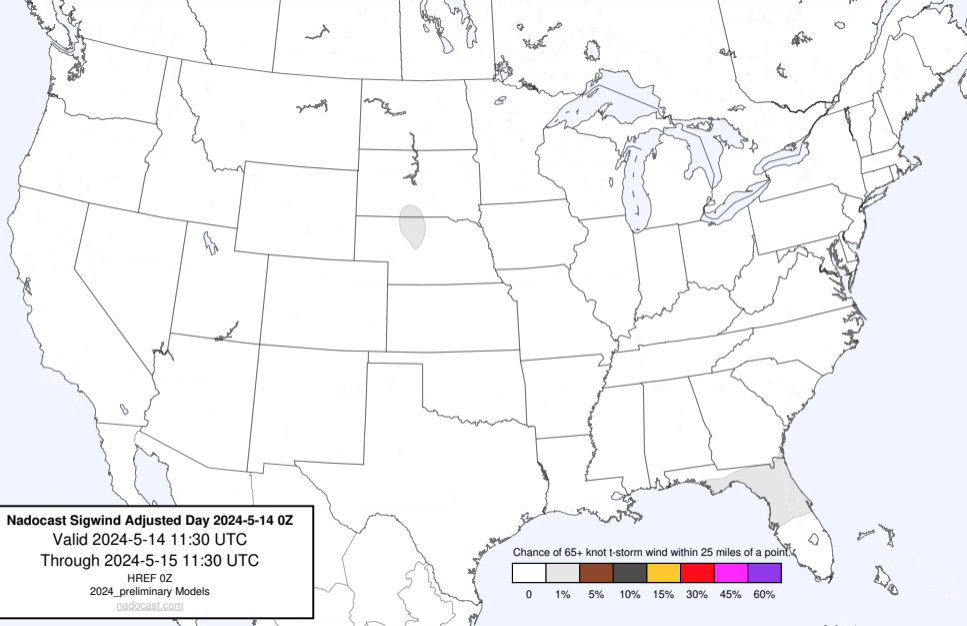 Nadocast Sigwind Adjusted Day 2024-5-14 0Z
Valid 2024-5-14 11:30 UTC
Through 2024-5-15 11:30 UTC
HREF 0Z
2024_preliminary Models
nadocast.com
Chance of 65+ knot t-storm wind within 25 miles of a point.
0 1% 5% 10% 15% 30% 45% 60%